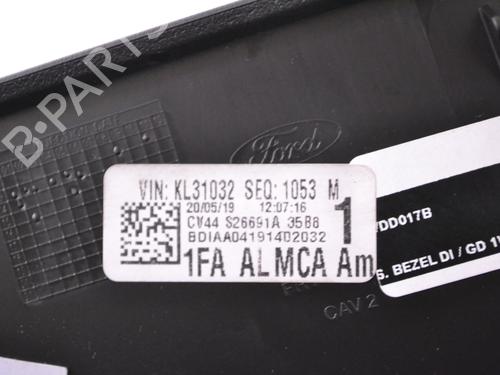 B-PARTS
Ford
VIN: KL31032 SEQ: 1053 M
20/05/19 12:07:16
CV44 S26691A 35B8
BDIAA04191402032
1
1FA ALMCA Am
DD017B
S. BEZEL DI / GD 1
CAV 2